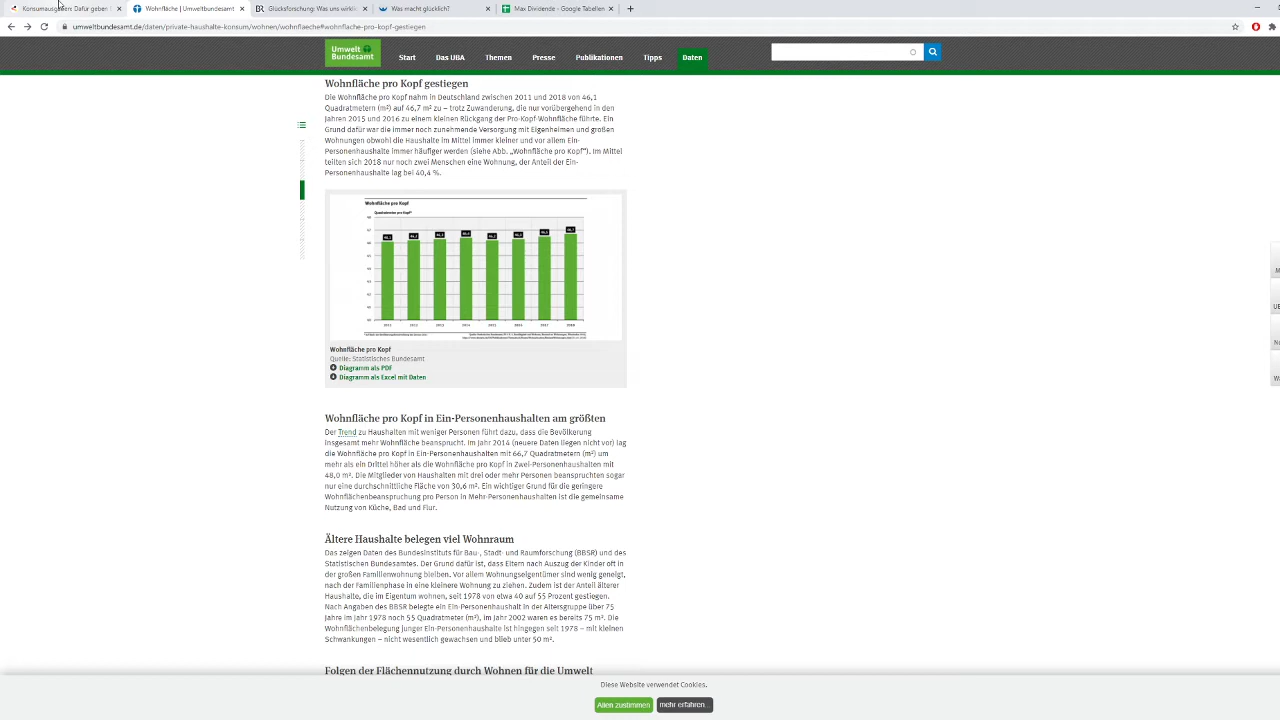 Konsumausgaben: Dafür geben
Wohnfläche | Umweltbundesamt
Glücksforschung: Was uns wirklic
Was macht glücklich?
Max Dividende - Google Tabellen
umweltbundesamt.de/daten/private-haushalte-konsum/wohnen/wohnflaeche#wohnflache-pro-kopf-gestiegen
Umwelt
Bundesamt
Start
Das UBA
Themen
Presse
Publikationen
Tipps
Daten
Wohnfläche pro Kopf gestiegen
Die Wohnfläche pro Kopf nahm in Deutschland zwischen 2011 und 2018 von 46,1
Quadratmetern (m²) auf 46,7 m² zu – trotz Zuwanderung, die nur vorübergehend in den
Jahren 2015 und 2016 zu einem kleinen Rückgang der Pro-Kopf-Wohnfläche führte. Ein
Grund dafür war die immer noch zunehmende Versorgung mit Eigenheimen und großen
Wohnungen obwohl die Haushalte im Mittel immer kleiner und vor allem Ein-
Personenhaushalte immer häufiger werden (siehe Abb. „Wohnfläche pro Kopf"). Im Mittel
teilten sich 2018 nur noch zwei Menschen eine Wohnung, der Anteil der Ein-
Personenhaushalte lag bei 40,4 %.
Wohnfläche pro Kopf
Quadratmeter pro Kopf*
2011 2012 2013 2014 2015 2016 2017 2018
Wohnfläche pro Kopf
Quelle: Statistisches Bundesamt
Diagramm als PDF
Diagramm als Excel mit Daten
Wohnfläche pro Kopf in Ein-Personenhaushalten am größten
Der Trend zu Haushalten mit weniger Personen führt dazu, dass die Bevölkerung
insgesamt mehr Wohnfläche beansprucht. Im Jahr 2014 (neuere Daten liegen nicht vor) lag
die Wohnfläche pro Kopf in Ein-Personenhaushalten mit 66,7 Quadratmetern (m²) um
mehr als ein Drittel höher als die Wohnfläche pro Kopf in Zwei-Personenhaushalten mit
48,0 m². Die Mitglieder von Haushalten mit drei oder mehr Personen beanspruchten sogar
nur eine durchschnittliche Fläche von 30,6 m². Ein wichtiger Grund für die geringere
Wohnflächenbeanspruchung pro Person in Mehr-Personenhaushalten ist die gemeinsame
Nutzung von Küche, Bad und Flur.
Ältere Haushalte belegen viel Wohnraum
Das zeigen Daten des Bundesinstituts für Bau-, Stadt- und Raumforschung (BBSR) und des
Statistischen Bundesamtes. Der Grund dafür ist, dass Eltern nach Auszug der Kinder oft in
der großen Familienwohnung bleiben. Vor allem Wohnungseigentümer sind wenig geneigt,
nach der Familienphase in eine kleinere Wohnung zu ziehen. Zudem ist der Anteil älterer
Haushalte, die im Eigentum wohnen, seit 1978 von etwa 40 auf 55 Prozent gestiegen.
Nach Angaben des BBSR belegte ein Ein-Personenhaushalt in der Altersgruppe über 75
Jahre im Jahr 1978 noch 55 Quadratmeter (m²), im Jahr 2002 waren es bereits 75 m². Die
Wohnflächenbelegung junger Ein-Personenhaushalte ist hingegen seit 1978 – mit kleinen
Schwankungen – nicht wesentlich gewachsen und blieb unter 50 m².
Folgen der Flächennutzung durch Wohnen für die Umwelt
Diese Website verwendet Cookies.
Allen zustimmen
mehr erfahren...